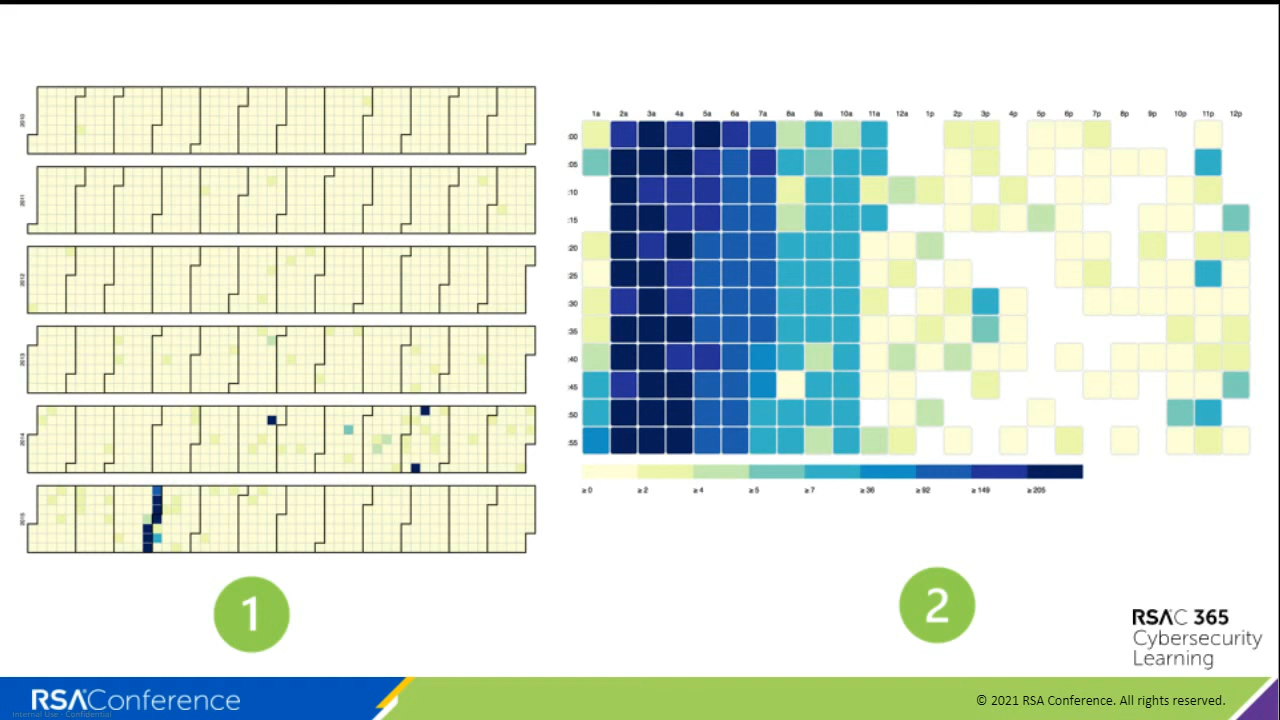 2010
2011
2012
2013
2014
2015
1
1a 2a 3a 4a 5a 6a 7a 8a 9a 10a 11a 12a 1p 2p 3p 4p 5p 6p 7p 8p 9p 10p 11p 12p
:00
:05
:10
:15
:20
:25
:30
:35
:40
:45
:50
:55
≥ 0 ≥ 2 ≥ 4 ≥ 5 ≥ 7 ≥ 36 ≥ 92 ≥ 149 ≥ 205
2
RSAC 365
Cybersecurity
Learning
RSAConference
Internal Use - Confidential
© 2021 RSA Conference. All rights reserved.